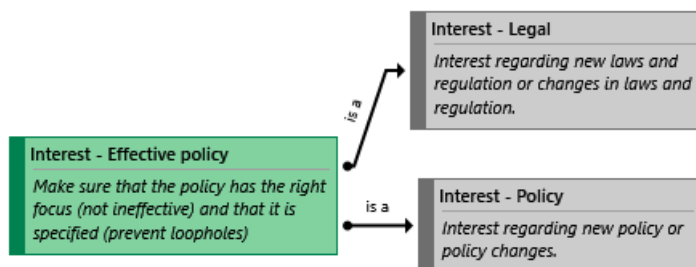 Interest - Legal
Interest regarding new laws and
regulation or changes in laws and
regulation.
is a
Interest - Effective policy
Make sure that the policy has the right
focus (not ineffective) and that it is
specified (prevent loopholes)
is a
Interest - Policy
Interest regarding new policy or
policy changes.